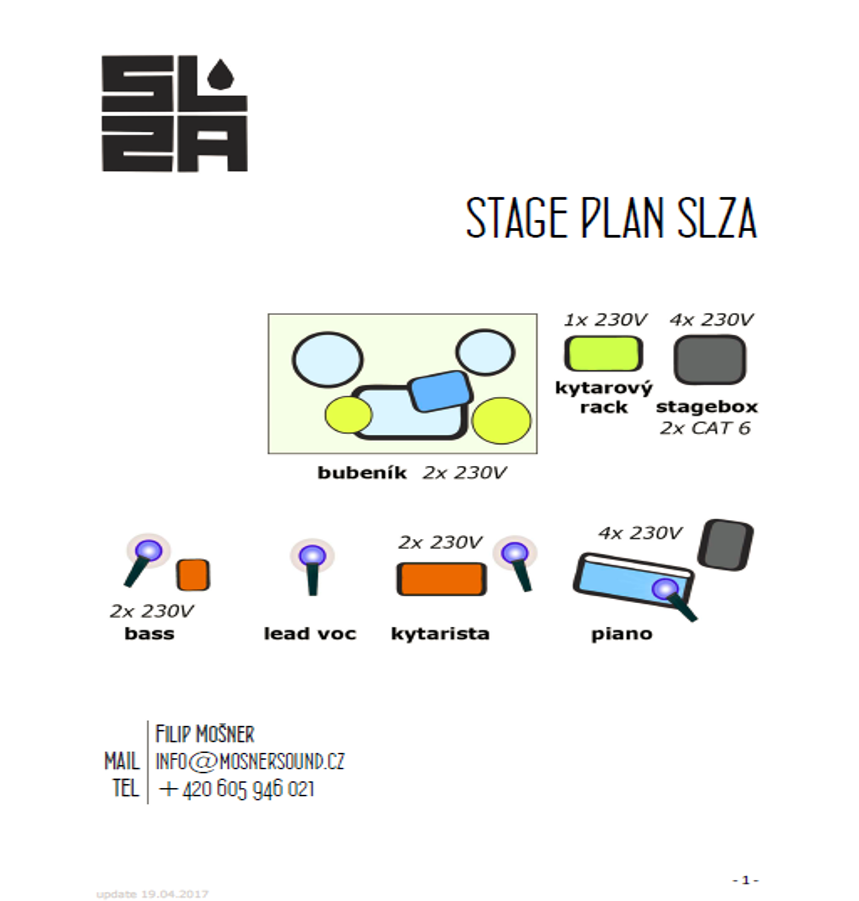 SL
ZA
STAGE PLAN SLZA
1x 230V
4x 230V
kytarový
rack
stagebox
2x CAT 6
bubeník 2x 230V
2x 230V
4x 230V
2x 230V
bass
lead voc
kytarista
piano
FILIP MOŠNER
MAIL INFO@MOSNERSOUND.CZ
TEL +420 605 946 021
- 1 -
update 19.04.2017